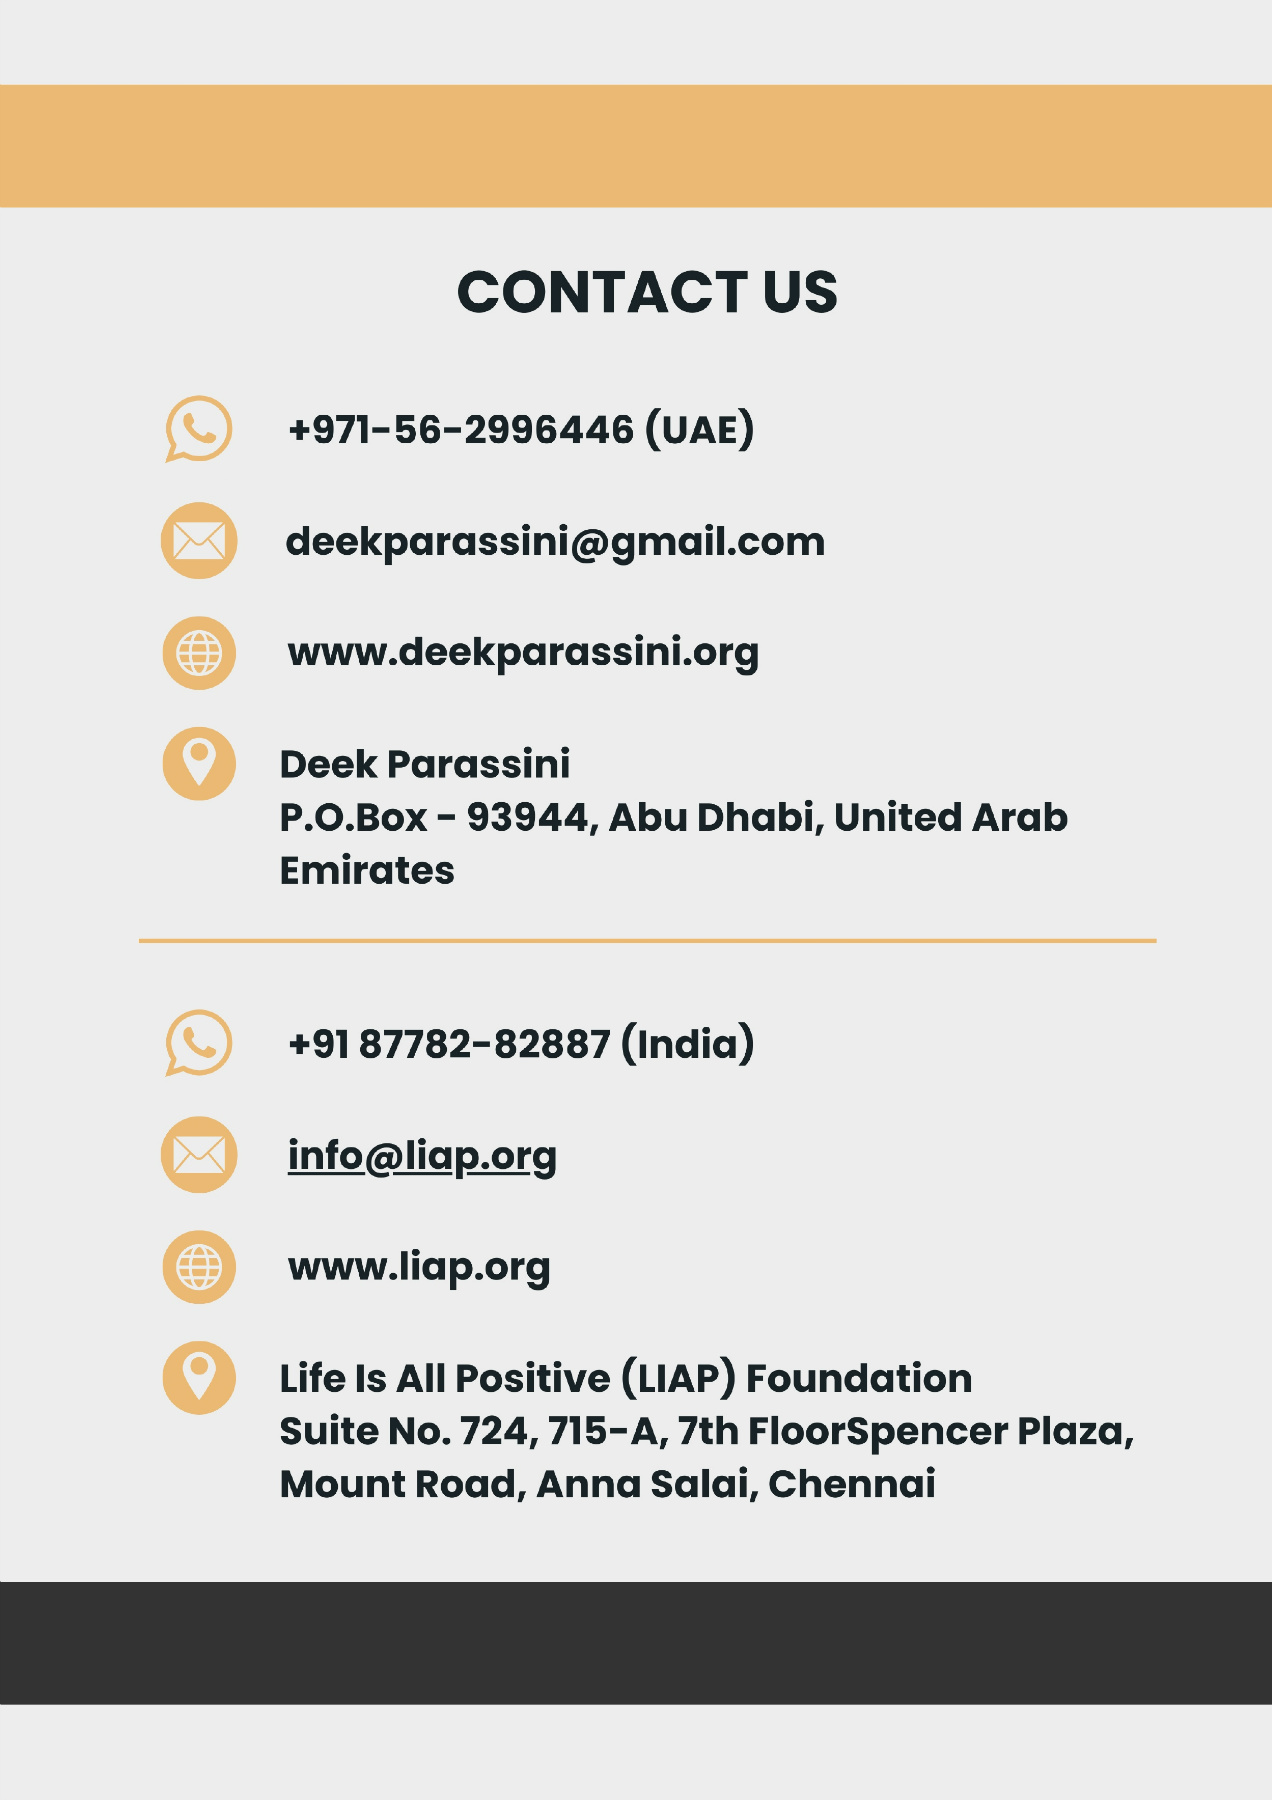 CONTACT US
+971-56-2996446 (UAE)
deekparassini@gmail.com
www.deekparassini.org
Deek Parassini
P.O.Box - 93944, Abu Dhabi, United Arab
Emirates
+91 87782-82887 (India)
info@liap.org
www.liap.org
Life Is All Positive (LIAP) Foundation
Suite No. 724, 715-A, 7th FloorSpencer Plaza,
Mount Road, Anna Salai, Chennai